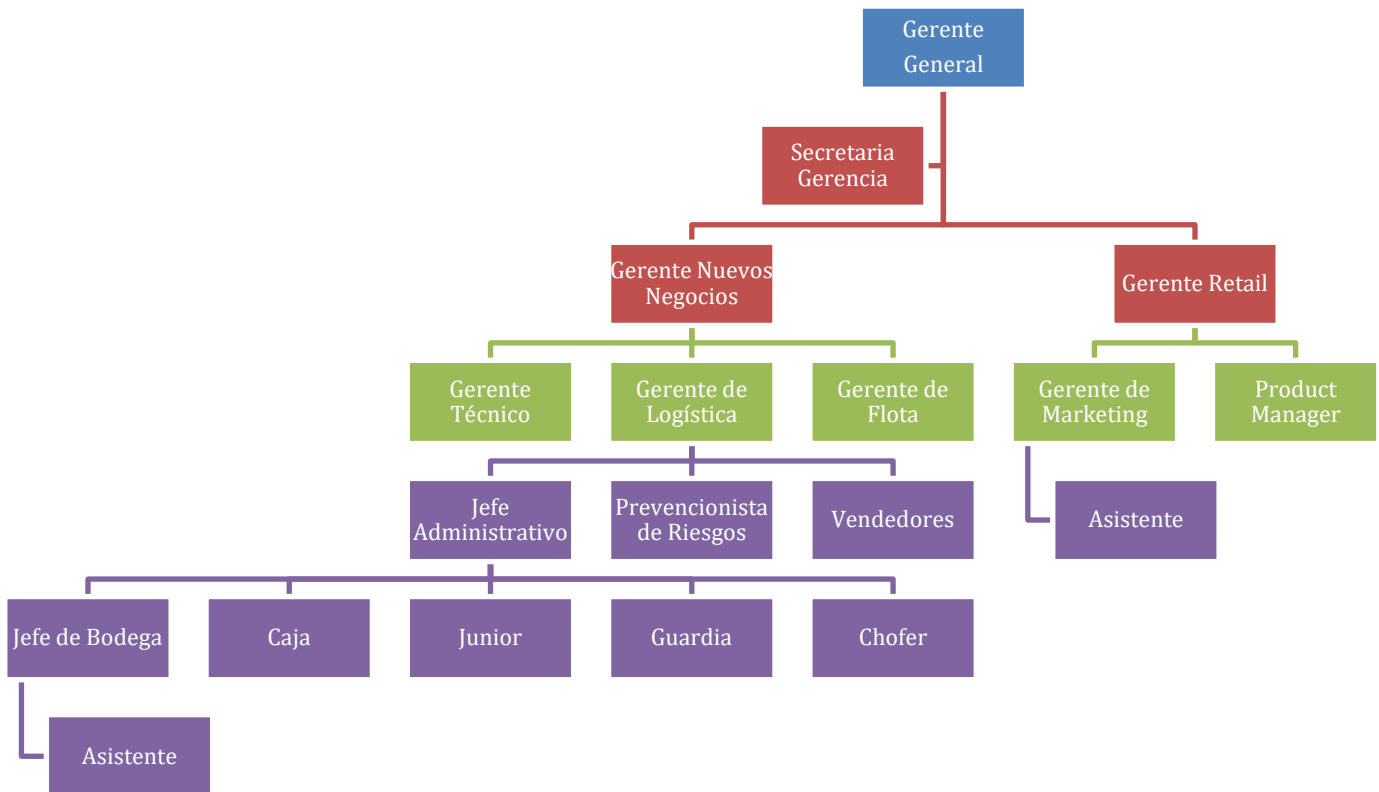 Gerente
General
Secretaria
Gerencia
Gerente Nuevos
Negocios
Gerente Retail
Gerente
Técnico
Gerente de
Logística
Gerente de
Flota
Gerente de
Marketing
Product
Manager
Jefe
Administrativo
Prevencionista
de Riesgos
Vendedores
Asistente
Jefe de Bodega
Caja
Junior
Guardia
Chofer
Asistente